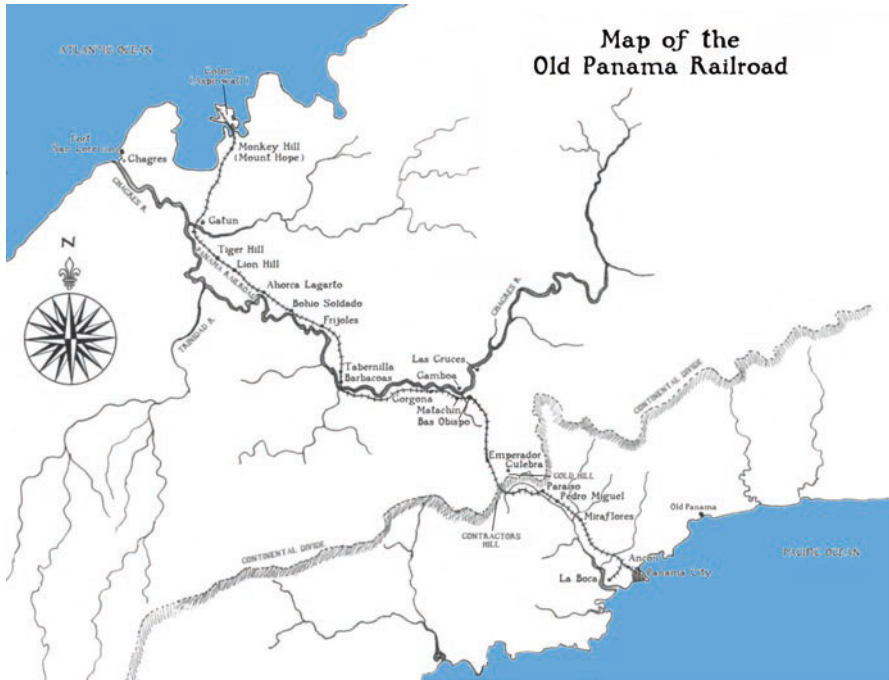 Map of the
Old Panama Railroad
ATLANTIC OCEAN
Colon
(Aspinwall)
Monkey Hill
(Mount Hope)
Fort
San Lorenzo
Chagres
CHAGRES R.
Gatun
N
Tiger Hill
PANAMA RAILROAD
Lion Hill
Ahorca Lagarto
Bohio Soldado
Frijoles
TRINIDAD R.
CHAGRES R.
Las Cruces
Tabernilla
Barbacoas
Gamboa
Gorgona
Matachin
Bas Obispo
CONTINENTAL DIVIDE
Emperador
Culebra
GOLD HILL
Paraiso
Pedro Miguel
Miraflores
Old Panama
CONTRACTORS
HILL
CONTINENTAL DIVIDE
PACIFIC OCEAN
Ancon
La Boca
Panama City